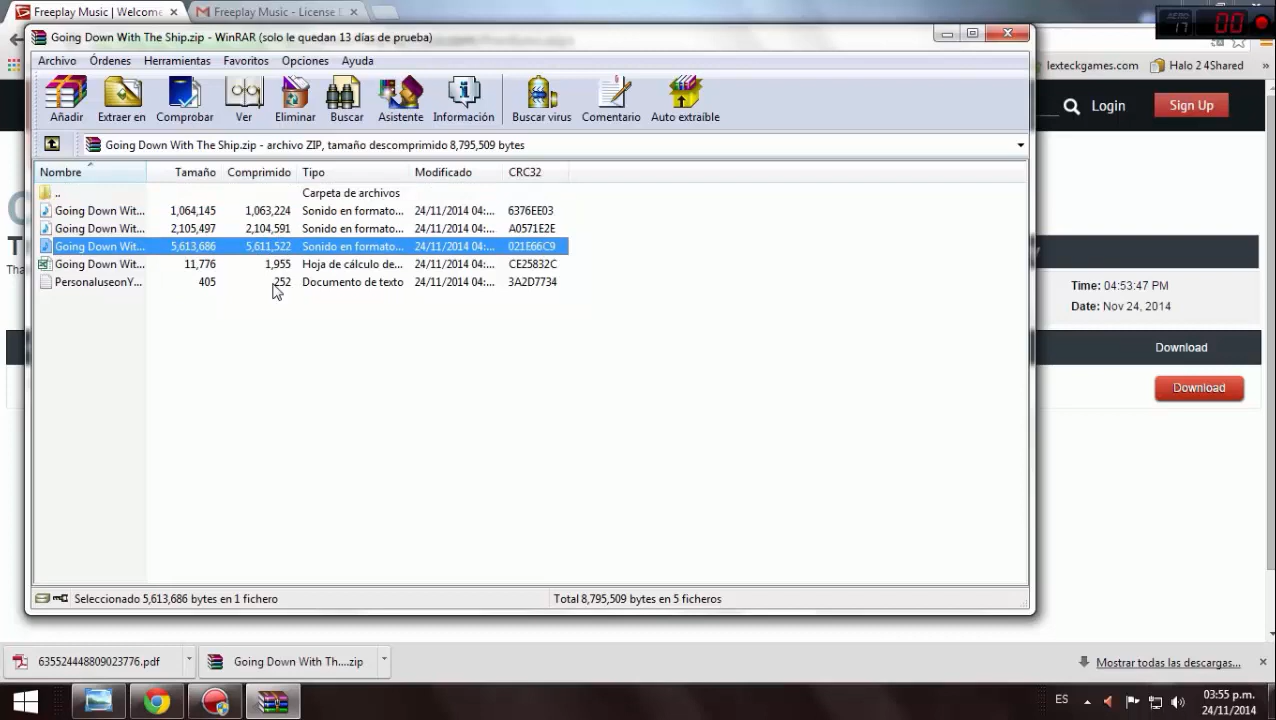 Freeplay Music | Welcome
Freeplay Music - License E
Going Down With The Ship.zip - WinRAR (solo le quedan 13 días de prueba)
17
00
Archivo Órdenes Herramientas Favoritos Opciones Ayuda
lexteckgames.com Halo 2 4Shared »
Añadir Extraer en Comprobar Ver Eliminar Buscar Asistente Información Buscar virus Comentario Auto extraíble
Login Sign Up
Going Down With The Ship.zip - archivo ZIP, tamaño descomprimido 8,795,509 bytes
Nombre Tamaño Comprimido Tipo Modificado CRC32
.. Carpeta de archivos
Going Down Wit... 1,064,145 1,063,224 Sonido en formato... 24/11/2014 04:... 6376EE03
Going Down Wit... 2,105,497 2,104,591 Sonido en formato... 24/11/2014 04:... A0571E2E
Going Down Wit... 5,613,686 5,611,522 Sonido en formato... 24/11/2014 04:... 021E66C9
Going Down Wit... 11,776 1,955 Hoja de cálculo de... 24/11/2014 04:... CE25832C
PersonaluseonY... 405 252 Documento de texto 24/11/2014 04:... 3A2D7734
Time: 04:53:47 PM
Date: Nov 24, 2014
Download
Download
Seleccionado 5,613,686 bytes en 1 fichero Total 8,795,509 bytes en 5 ficheros
635524448809023776.pdf Going Down With Th....zip Mostrar todas las descargas...
ES 03:55 p.m.
24/11/2014